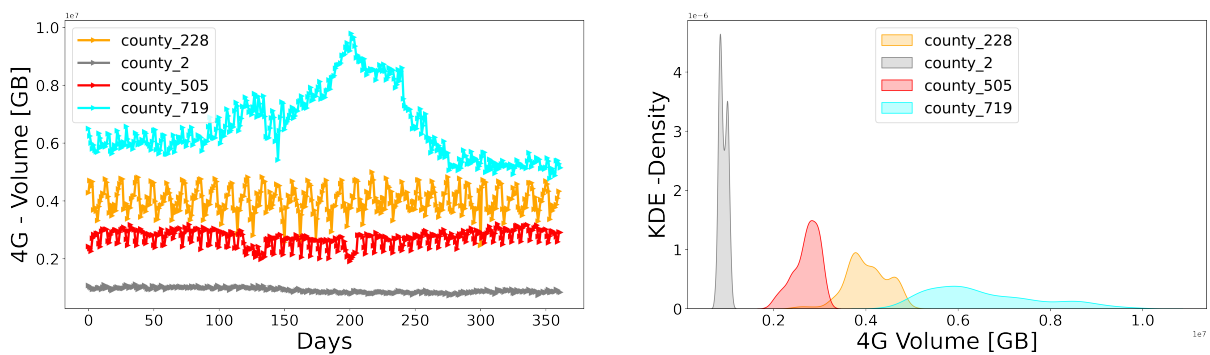 1e7
county_228
county_2
county_505
county_719
1.0
0.8
0.6
0.4
0.2
4G - Volume [GB]
0 50 100 150 200 250 300 350
Days
1e-6
county_228
county_2
county_505
county_719
4
3
2
1
0
KDE -Density
0.2 0.4 0.6 0.8 1.0
1e7
4G Volume [GB]